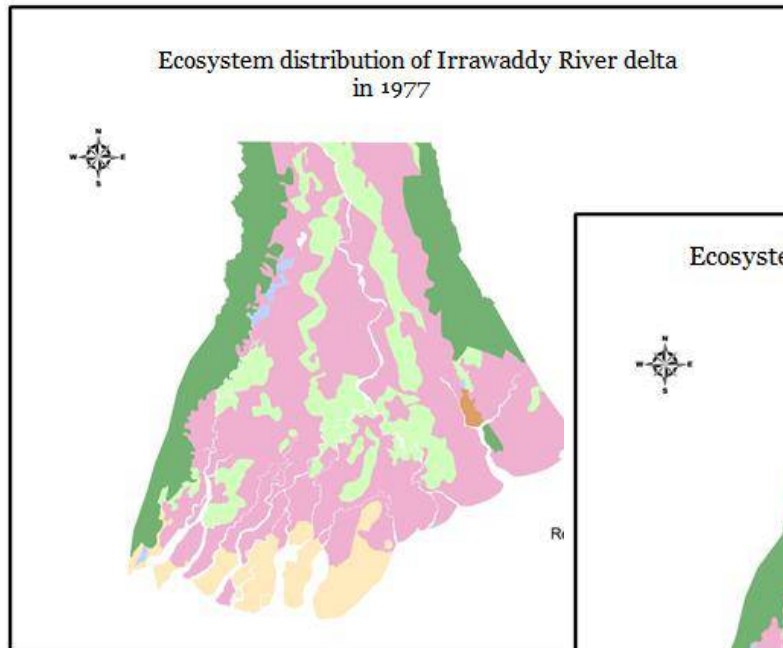 Ecosystem distribution of Irrawaddy River delta
in 1977
N
W E
S
Ecosyste
N
W E
S
R